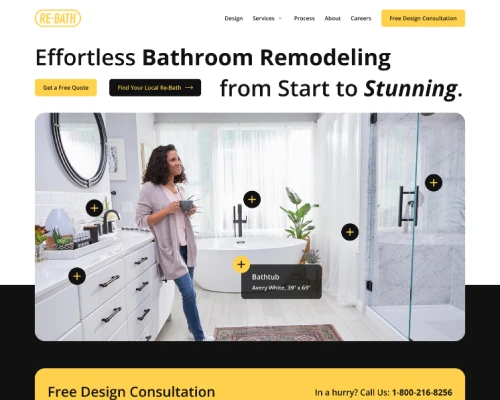 RE·BATH
Design Services Process About Careers Free Design Consultation
Effortless Bathroom Remodeling
Get a Free Quote Find Your Local Re-Bath →
from Start to Stunning.
Bathtub
Avery White, 39" x 69"
Free Design Consultation In a hurry? Call Us: 1-800-216-8256